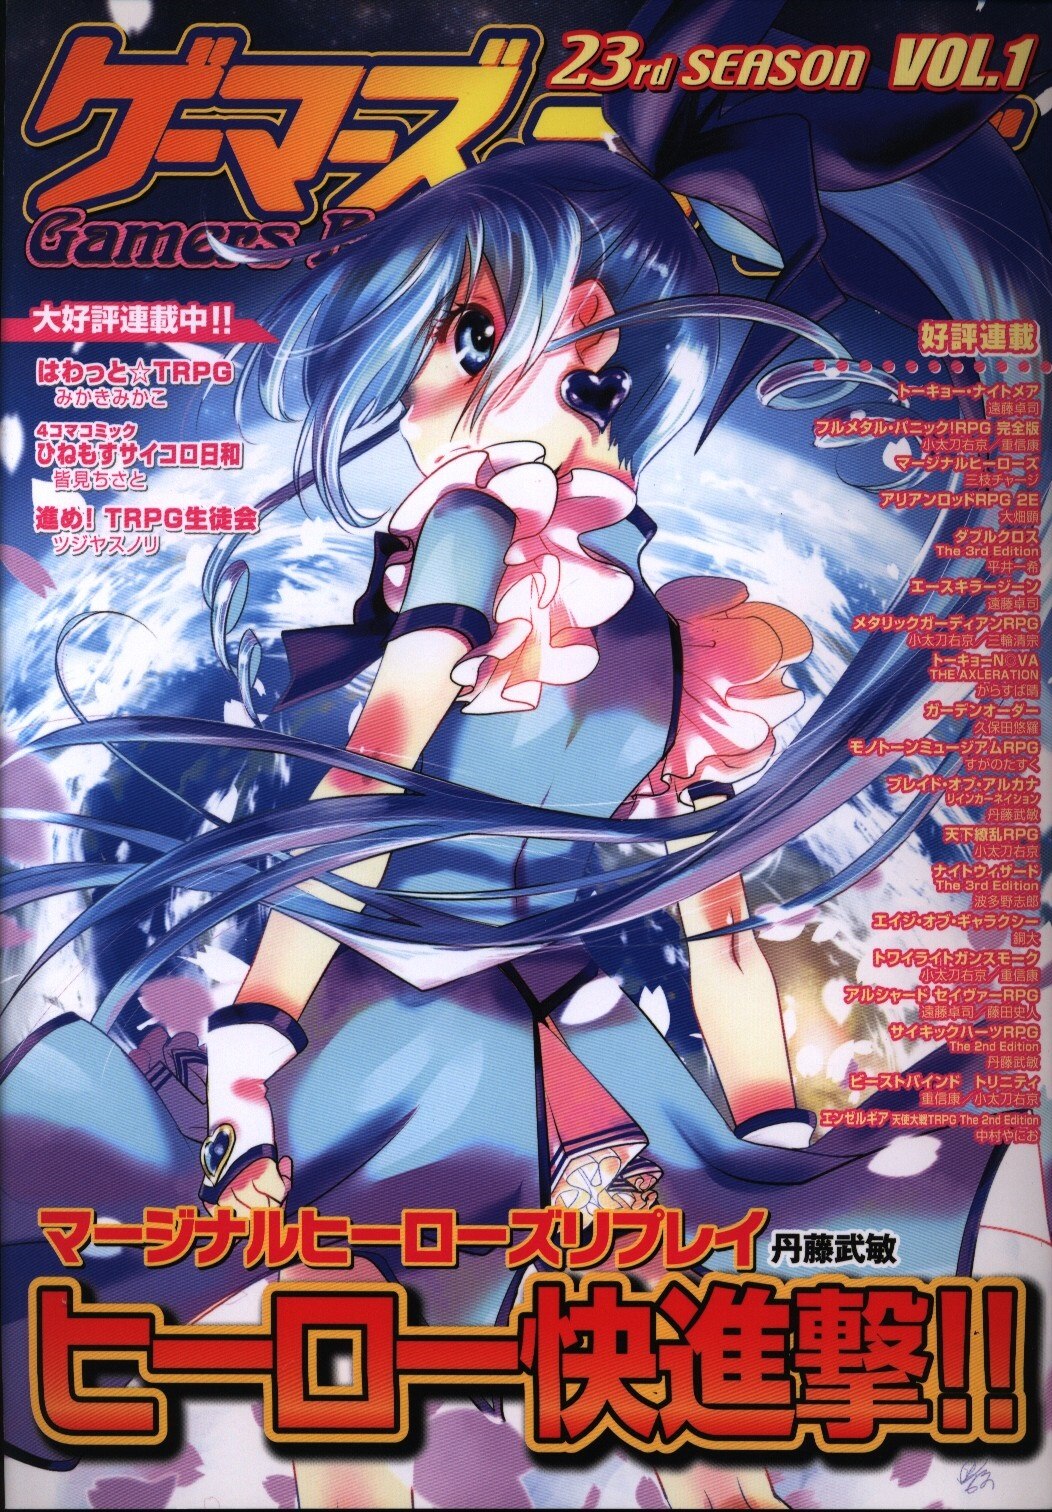 23rd SEASON VOL.1
ゲーマーズ
Gamers
大好評連載中!!
はわっと☆TRPG
みかきみかこ
4コマコミック
ひねもすサイコロ日和
皆見ちさと
進め! TRPG生徒会
ツジヤスノリ
好評連載
トーキョー・ナイトメア
遠藤卓司
フルメタル・パニック!RPG 完全版
小太刀右京/重信康
マージナルヒーローズ
三枝チャージ
アリアンロッドRPG 2E
大畑顕
ダブルクロス
The 3rd Edition
平井一希
エースキラージーン
遠藤卓司
メタリックガーディアンRPG
小太刀右京/三輪清宗
トーキョーN◎VA
THE AXLERATION
からすば晴
ガーデンオーダー
久保田悠羅
モノトーンミュージアムRPG
すがのたすく
ブレイド・オブ・アルカナ
リインカーネイション
丹藤武敏
天下繚乱RPG
小太刀右京
ナイトウィザード
The 3rd Edition
波多野志郎
エイジ・オブ・ギャラクシー
銅大
トワイライトガンスモーク
小太刀右京/重信康
アルシャード セイヴァーRPG
遠藤卓司/藤田史人
サイキックハーツRPG
The 2nd Edition
丹藤武敏
ビーストバインド トリニティ
重信康/小太刀右京
エンゼルギア 天使大戦TRPG The 2nd Edition
中村やにお
マージナルヒーローズリプレイ 丹藤武敏
ヒーロー快進撃!!